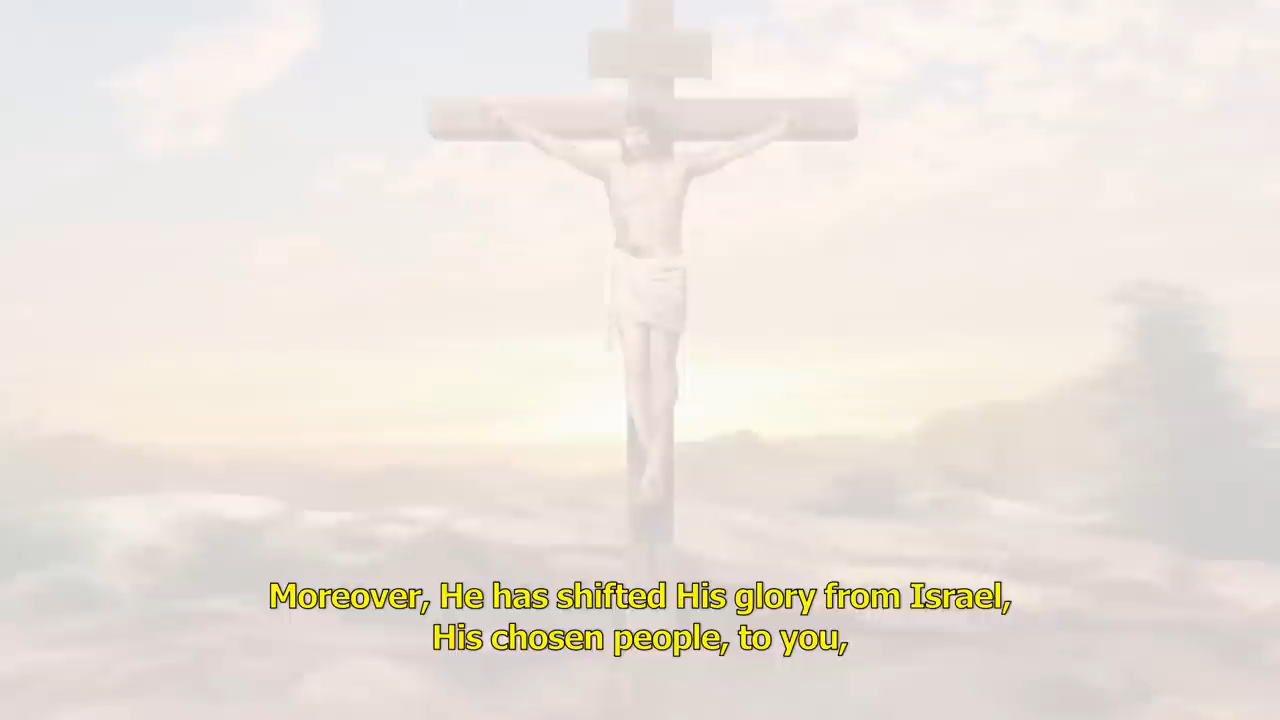 Moreover, He has shifted His glory from Israel,
His chosen people, to you,